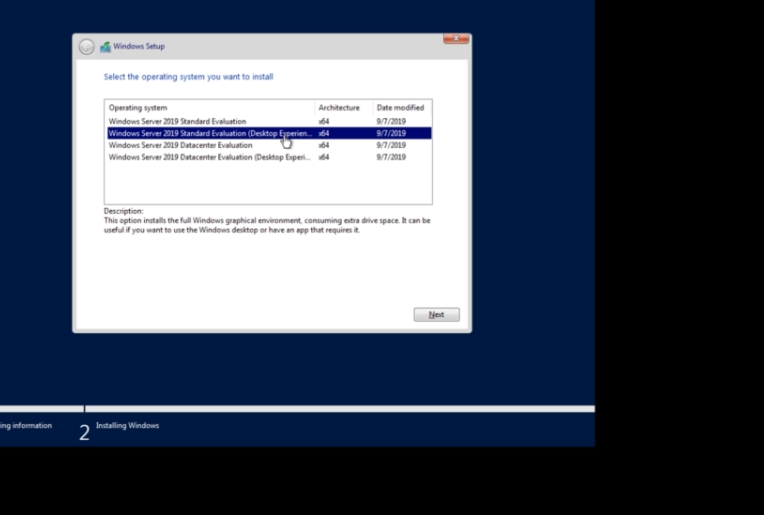 Windows Setup
Select the operating system you want to install
Operating system Architecture Date modified
Windows Server 2019 Standard Evaluation x64 9/7/2019
Windows Server 2019 Standard Evaluation (Desktop Experien... x64 9/7/2019
Windows Server 2019 Datacenter Evaluation x64 9/7/2019
Windows Server 2019 Datacenter Evaluation (Desktop Experi... x64 9/7/2019
Description:
This option installs the full Windows graphical environment, consuming extra drive space. It can be
useful if you want to use the Windows desktop or have an app that requires it.
Next
ing information 2 Installing Windows